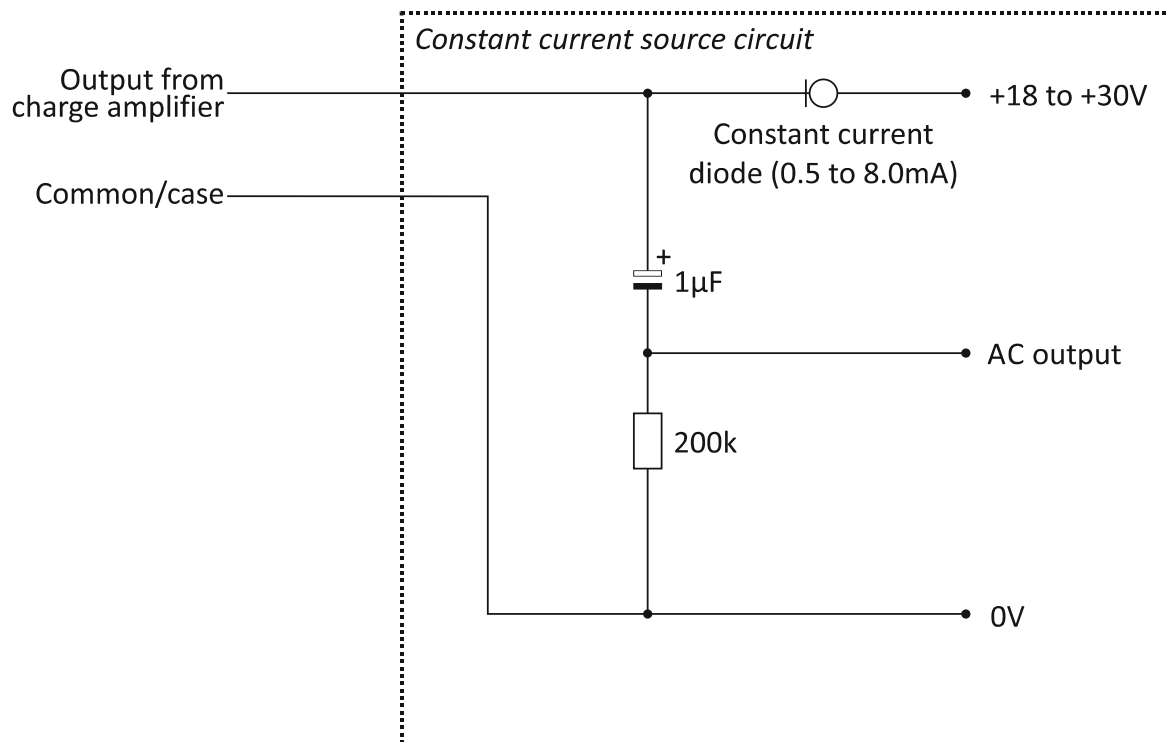 Constant current source circuit
Output from
charge amplifier
+18 to +30V
Constant current
diode (0.5 to 8.0mA)
Common/case
+
1µF
AC output
200k
0V